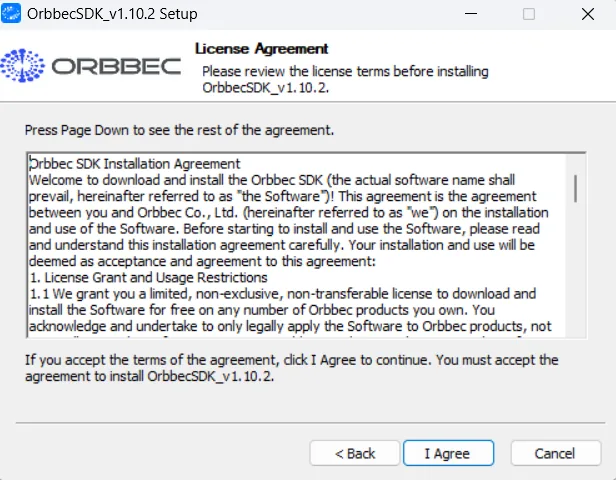 OrbbecSDK_v1.10.2 Setup
ORBBEC
License Agreement
Please review the license terms before installing
OrbbecSDK_v1.10.2.
Press Page Down to see the rest of the agreement.
Orbbec SDK Installation Agreement
Welcome to download and install the Orbbec SDK (the actual software name shall
prevail, hereinafter referred to as "the Software")! This agreement is the agreement
between you and Orbbec Co., Ltd. (hereinafter referred to as "we") on the installation
and use of the Software. Before starting to install and use the Software, please read
and understand this installation agreement carefully. Your installation and use will be
deemed as acceptance and agreement to this agreement:
1. License Grant and Usage Restrictions
1.1 We grant you a limited, non-exclusive, non-transferable license to download and
install the Software for free on any number of Orbbec products you own. You
acknowledge and undertake to only legally apply the Software to Orbbec products, not
If you accept the terms of the agreement, click I Agree to continue. You must accept the
agreement to install OrbbecSDK_v1.10.2.
< Back
I Agree
Cancel